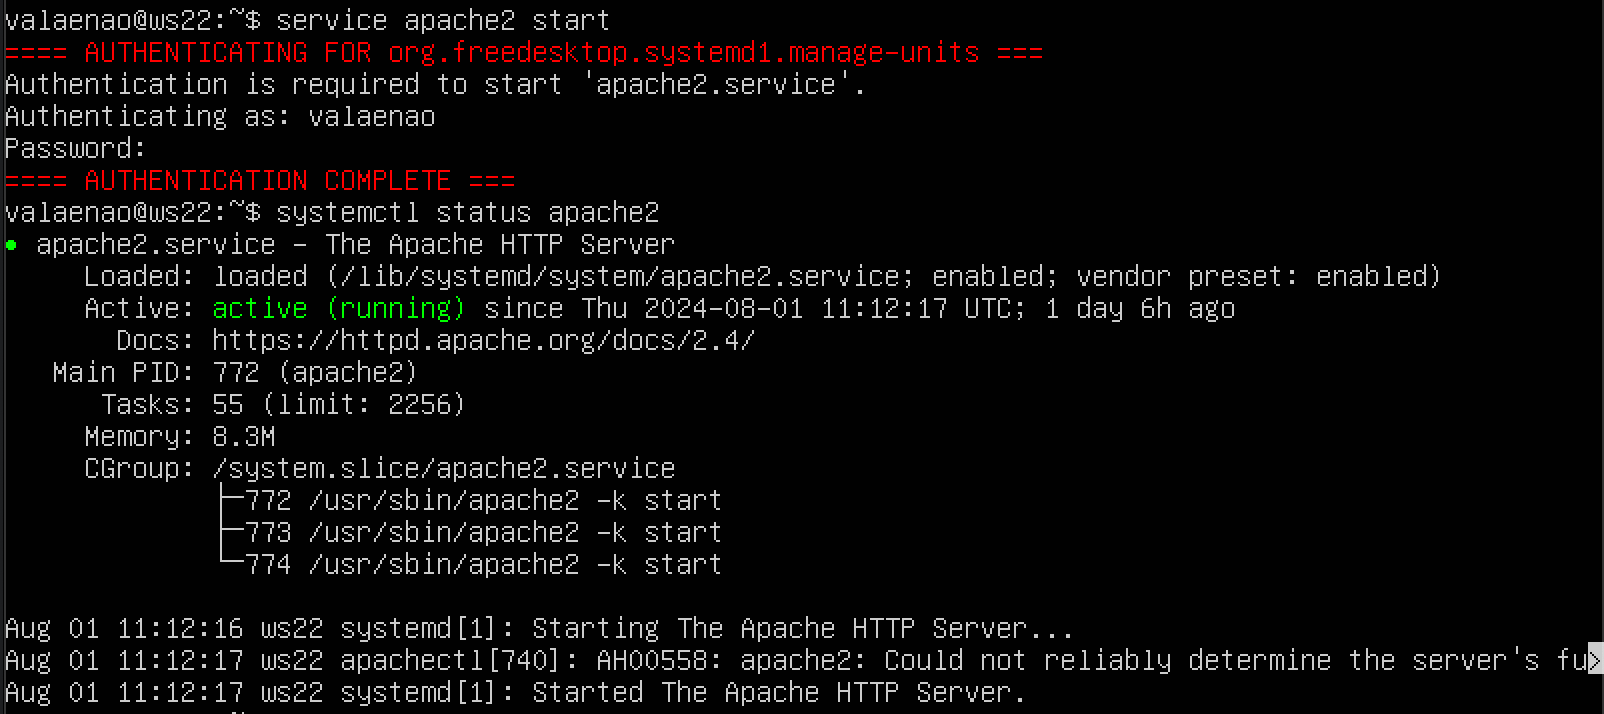 valaenao@ws22:~$ service apache2 start
==== AUTHENTICATING FOR org.freedesktop.systemd1.manage-units ===
Authentication is required to start 'apache2.service'.
Authenticating as: valaenao
Password:
==== AUTHENTICATION COMPLETE ===
valaenao@ws22:~$ systemctl status apache2
● apache2.service - The Apache HTTP Server
     Loaded: loaded (/lib/systemd/system/apache2.service; enabled; vendor preset: enabled)
     Active: active (running) since Thu 2024-08-01 11:12:17 UTC; 1 day 6h ago
       Docs: https://httpd.apache.org/docs/2.4/
   Main PID: 772 (apache2)
      Tasks: 55 (limit: 2256)
     Memory: 8.3M
     CGroup: /system.slice/apache2.service
             ├─772 /usr/sbin/apache2 -k start
             ├─773 /usr/sbin/apache2 -k start
             └─774 /usr/sbin/apache2 -k start
Aug 01 11:12:16 ws22 systemd[1]: Starting The Apache HTTP Server...
Aug 01 11:12:17 ws22 apachectl[740]: AH00558: apache2: Could not reliably determine the server's fu>
Aug 01 11:12:17 ws22 systemd[1]: Started The Apache HTTP Server.